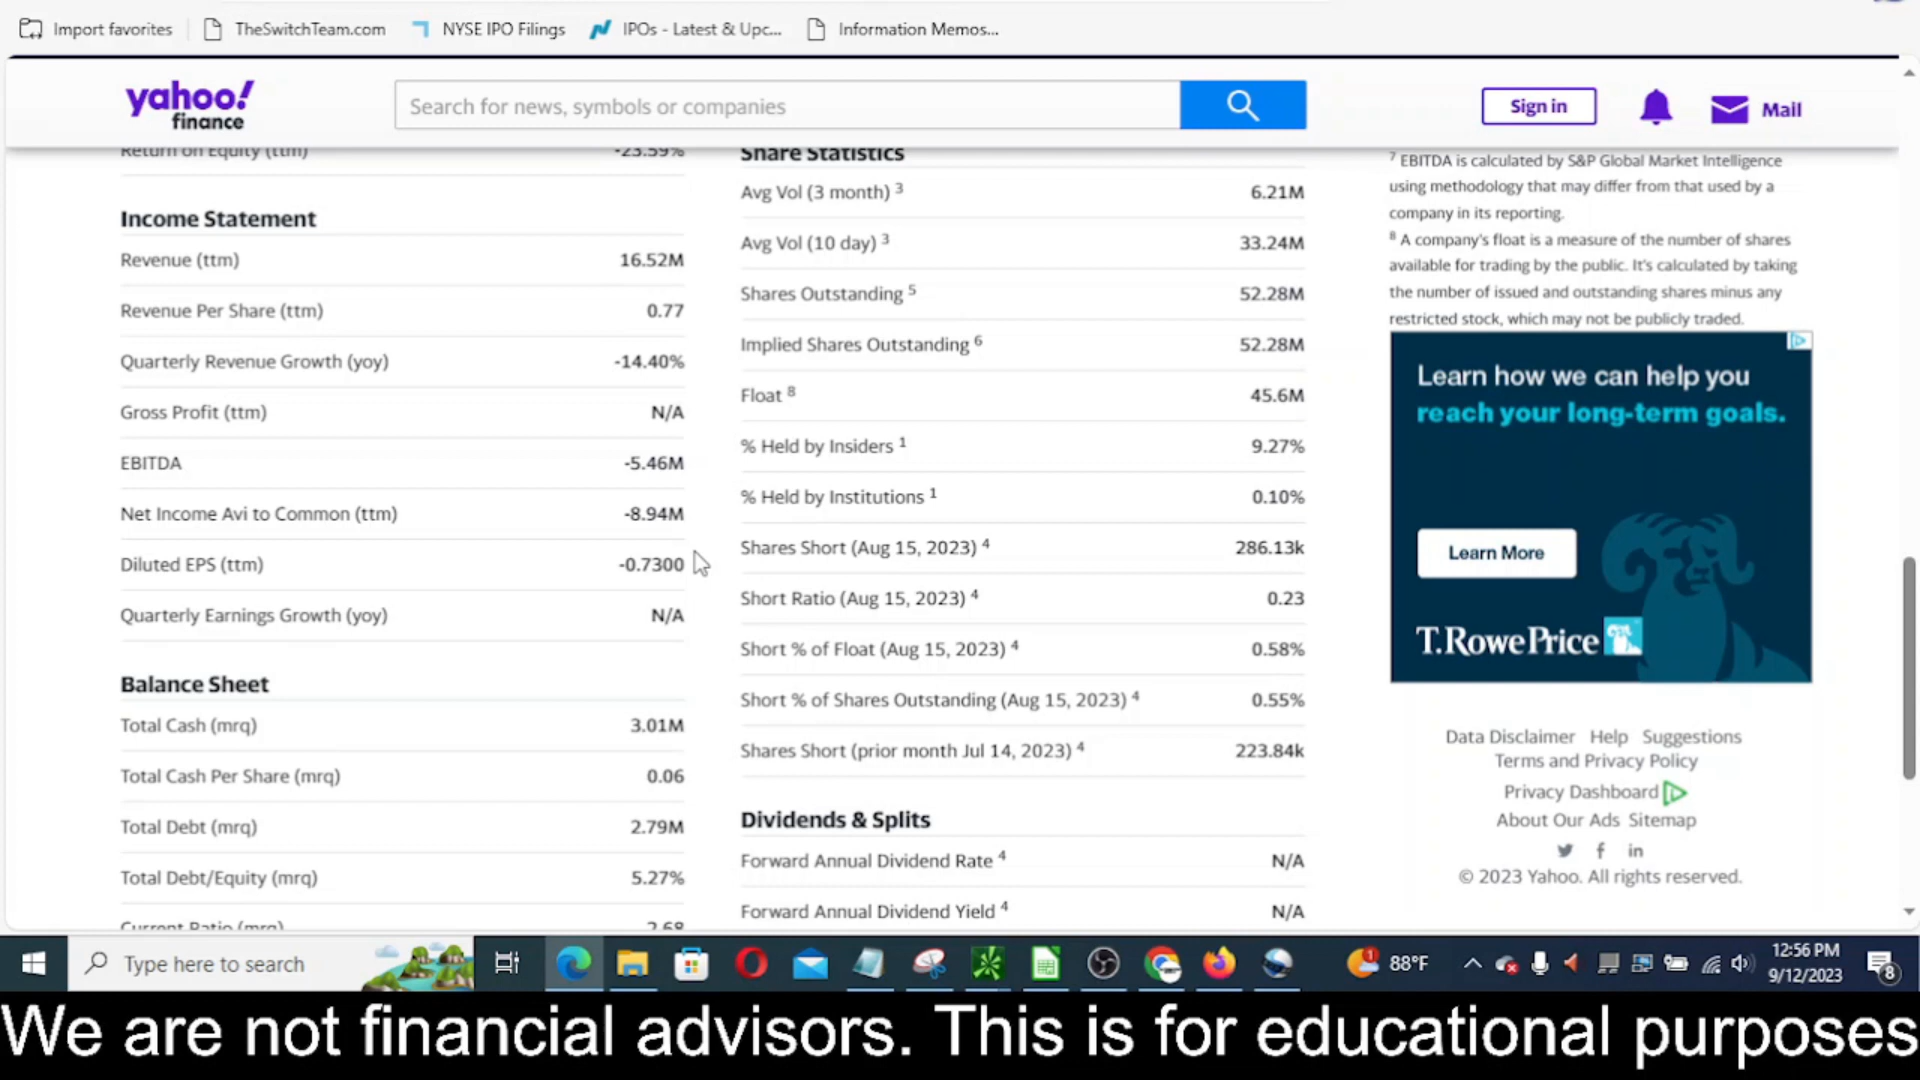 Import favorites
TheSwitchTeam.com
NYSE IPO Filings
IPOs - Latest & Upc...
Information Memos...
yahoo!
finance
Search for news, symbols or companies
Sign in
Mail
Return on Equity (ttm) -23.59%
Income Statement
Revenue (ttm) 16.52M
Revenue Per Share (ttm) 0.77
Quarterly Revenue Growth (yoy) -14.40%
Gross Profit (ttm) N/A
EBITDA -5.46M
Net Income Avi to Common (ttm) -8.94M
Diluted EPS (ttm) -0.7300
Quarterly Earnings Growth (yoy) N/A
Balance Sheet
Total Cash (mrq) 3.01M
Total Cash Per Share (mrq) 0.06
Total Debt (mrq) 2.79M
Total Debt/Equity (mrq) 5.27%
Current Ratio (mrq) 2.68
Share Statistics
Avg Vol (3 month) 3 6.21M
Avg Vol (10 day) 3 33.24M
Shares Outstanding 5 52.28M
Implied Shares Outstanding 6 52.28M
Float 8 45.6M
% Held by Insiders 1 9.27%
% Held by Institutions 1 0.10%
Shares Short (Aug 15, 2023) 4 286.13k
Short Ratio (Aug 15, 2023) 4 0.23
Short % of Float (Aug 15, 2023) 4 0.58%
Short % of Shares Outstanding (Aug 15, 2023) 4 0.55%
Shares Short (prior month Jul 14, 2023) 4 223.84k
Dividends & Splits
Forward Annual Dividend Rate 4 N/A
Forward Annual Dividend Yield 4 N/A
7 EBITDA is calculated by S&P Global Market Intelligence
using methodology that may differ from that used by a
company in its reporting.
8 A company's float is a measure of the number of shares
available for trading by the public. It's calculated by taking
the number of issued and outstanding shares minus any
restricted stock, which may not be publicly traded.
Learn how we can help you
reach your long-term goals.
Learn More
T.RowePrice
Data Disclaimer Help Suggestions
Terms and Privacy Policy
Privacy Dashboard
About Our Ads Sitemap
© 2023 Yahoo. All rights reserved.
Type here to search
88°F
12:56 PM
9/12/2023
8
We are not financial advisors. This is for educational purposes